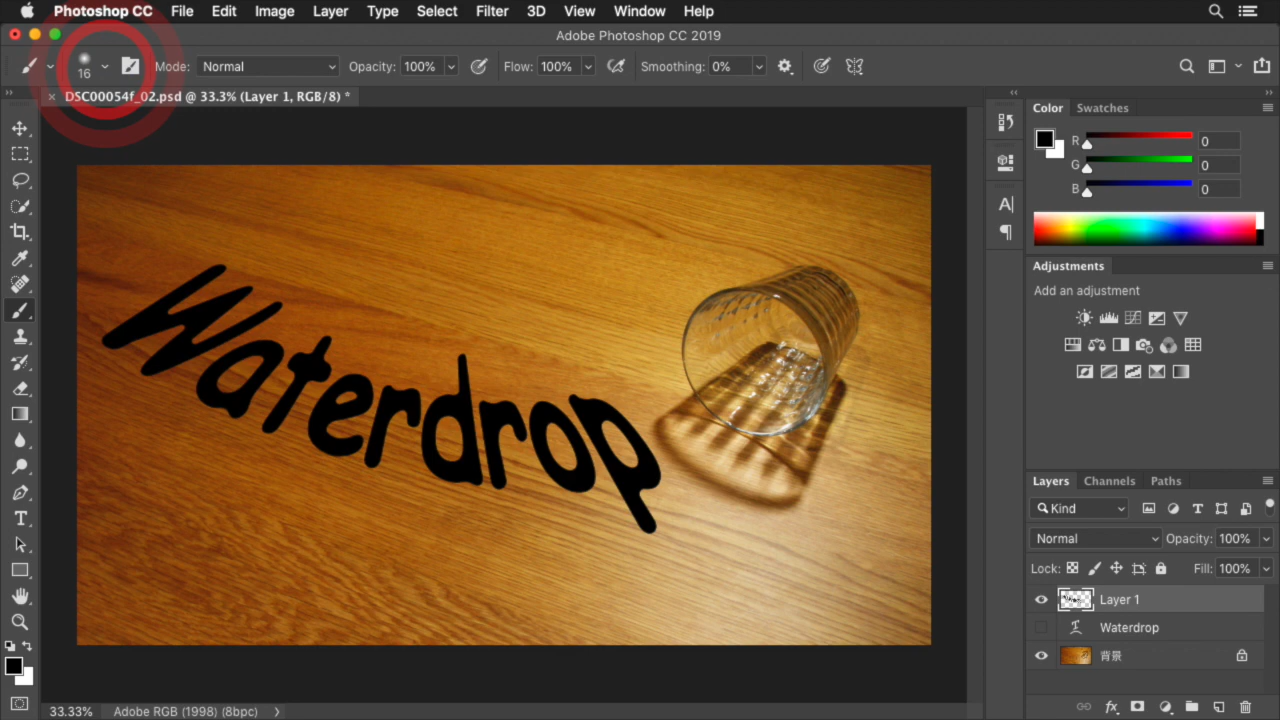 Photoshop CC File Edit Image Layer Type Select Filter 3D View Window Help
Adobe Photoshop CC 2019
16 Mode: Normal Opacity: 100% Flow: 100% Smoothing: 0%
DSC00054f_02.psd @ 33.3% (Layer 1, RGB/8) *
Color Swatches
R 0
G 0
B 0
Adjustments
Add an adjustment
Waterdrop
Layers Channels Paths
Kind
Normal Opacity: 100%
Lock: Fill: 100%
Layer 1
Waterdrop
背景
33.33% Adobe RGB (1998) (8bpc)